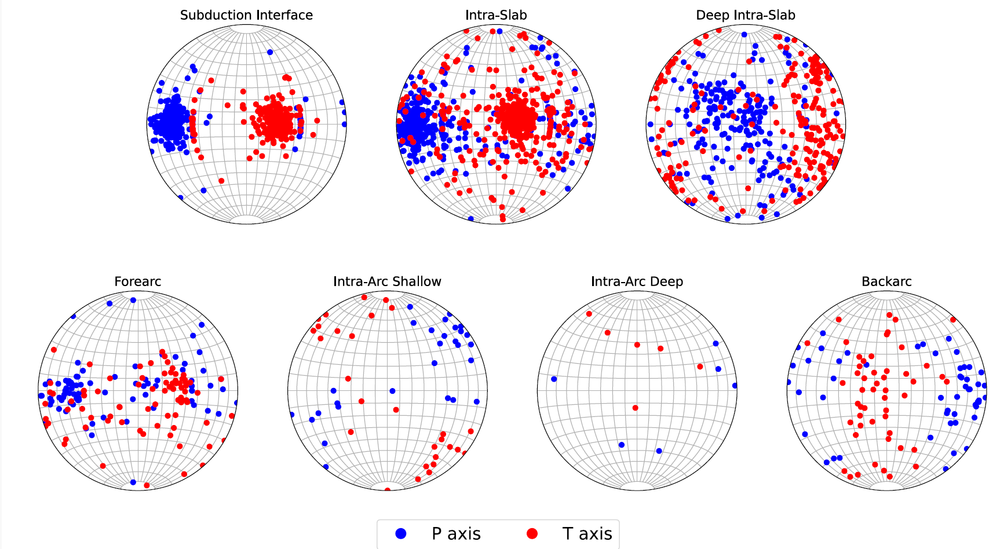 Subduction Interface
Intra-Slab
Deep Intra-Slab
Forearc
Intra-Arc Shallow
Intra-Arc Deep
Backarc
P axis
T axis